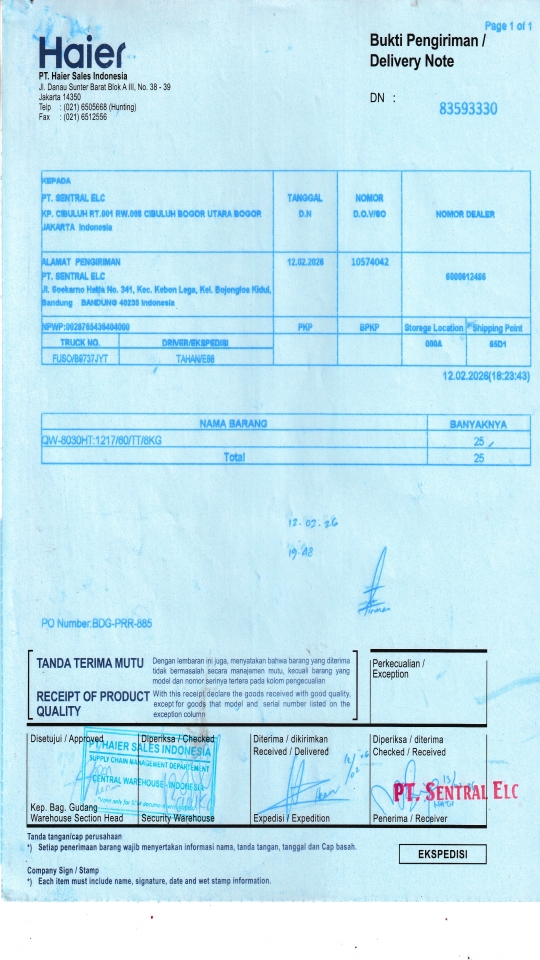 Page 1 of 1
Haier
Bukti Pengiriman /
Delivery Note
PT. Haier Sales Indonesia
Jl. Danau Sunter Barat Blok A III, No. 38 - 39
Jakarta 14350
Telp : (021) 6505668 (Hunting)
Fax : (021) 6512556
DN : 83593330
KEPADA
PT. SENTRAL ELC
KP. CIBULUH RT.001 RW.008 CIBULUH BOGOR UTARA BOGOR
JAKARTA Indonesia
TANGGAL
D.N
NOMOR
D.O.V/SO
NOMOR DEALER
ALAMAT PENGIRIMAN
PT. SENTRAL ELC
Jl. Soekarno Hatta No. 341, Kec. Kebon Lega, Kel. Bojongloa Kidul,
Bandung BANDUNG 40235 Indonesia
12.02.2026
10574042
6000612486
NPWP:0028765436404000
PKP
BPKP
Storage Location
Shipping Point
TRUCK NO.
DRIVER/EKSPEDISI
000A
65D1
FUSO/B9737JYT
TAHAN/E66
12.02.2026(18:23:43)
NAMA BARANG
BANYAKNYA
QW-8030HT:1217/60/TT/8KG
25
Total
25
12.02.26
19.48
PO Number:BDG-PRR-885
TANDA TERIMA MUTU
Dengan lembaran ini juga, menyatakan bahwa barang yang diterima
tidak bermasalah secara manajemen mutu, kecuali barang yang
model dan nomor serinya tertera pada kolom pengecualian
RECEIPT OF PRODUCT
QUALITY
With this receipt declare the goods received with good quality,
except for goods that model and serial number listed on the
exception column
Perkecualian /
Exception
Disetujui / Approved
Diperiksa / Checked
Diterima / dikirimkan
Received / Delivered
Diperiksa / diterima
Checked / Received
PT.HAIER SALES INDONESIA
SUPPLY CHAIN MANAGEMENT DEPARTEMENT
CENTRAL WAREHOUSE - INDONESIA
PT. SENTRAL ELC
Kep. Bag. Gudang
Warehouse Section Head
Security Warehouse
Expedisi / Expedition
Penerima / Receiver
Tanda tangan/cap perusahaan
*) Setiap penerimaan barang wajib menyertakan informasi nama, tanda tangan, tanggal dan Cap basah.
EKSPEDISI
Company Sign / Stamp
*) Each item must include name, signature, date and wet stamp information.